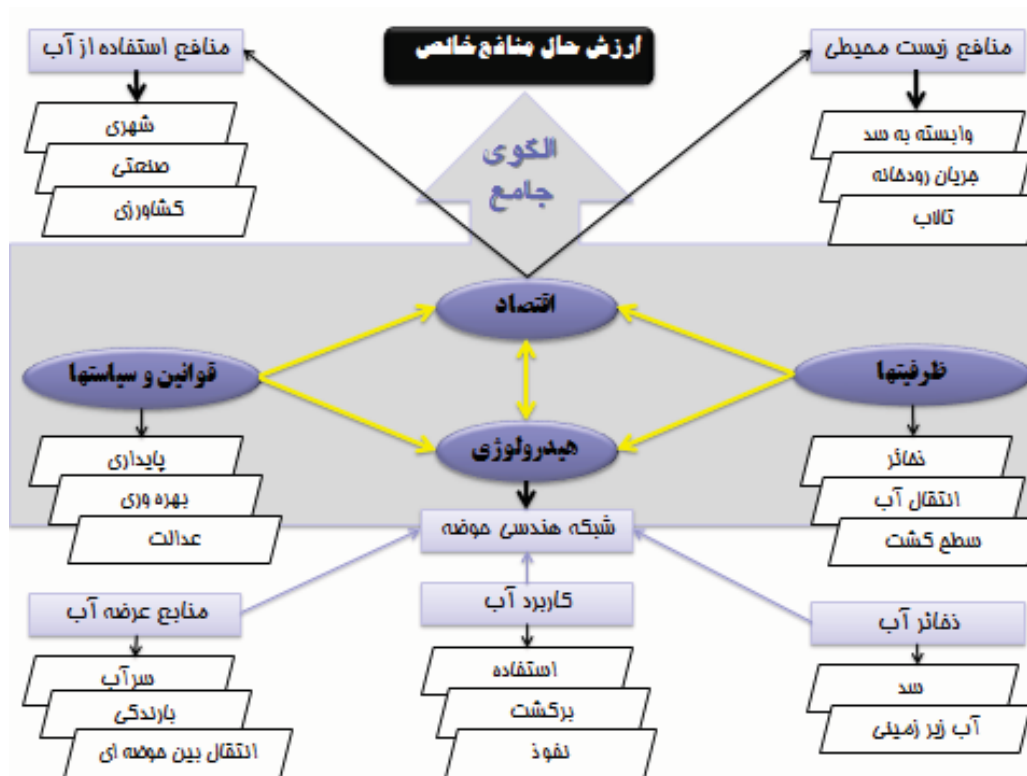 ارزش حال منافع خالص
منافع زیست محیطی
وابسته به سد
جریان رودخانه
تالاب
منافع استفاده از آب
شهری
صنعتی
کشاورزی
الگوی
جامع
اقتصاد
ظرفیتها
قوانین و سیاستها
هیدرولوژی
ذفائر
انتقال آب
سطح کشت
پایداری
بهره وری
عدالت
شبکه هندسی حوضه
ذفائر آب
سد
آب زیر زمینی
کاربرد آب
استفاده
برگشت
نفوذ
منابع عرضه آب
سرآب
بارندگی
انتقال بین حوضه ای